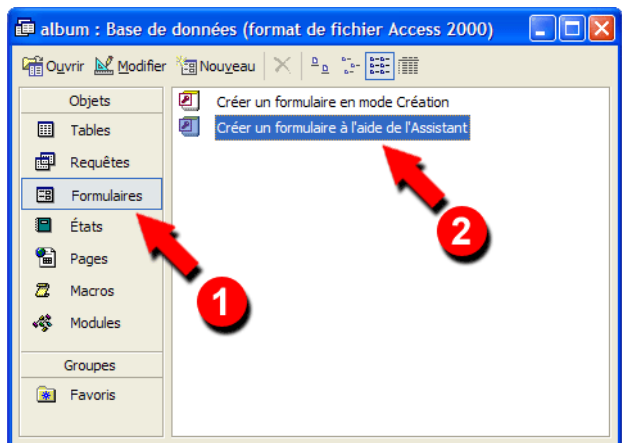 album : Base de données (format de fichier Access 2000)
Ouvrir Modifier Nouveau
Objets
Tables
Requêtes
Formulaires
États
Pages
Macros
Modules
Groupes
Favoris
Créer un formulaire en mode Création
Créer un formulaire à l'aide de l'Assistant
1
2